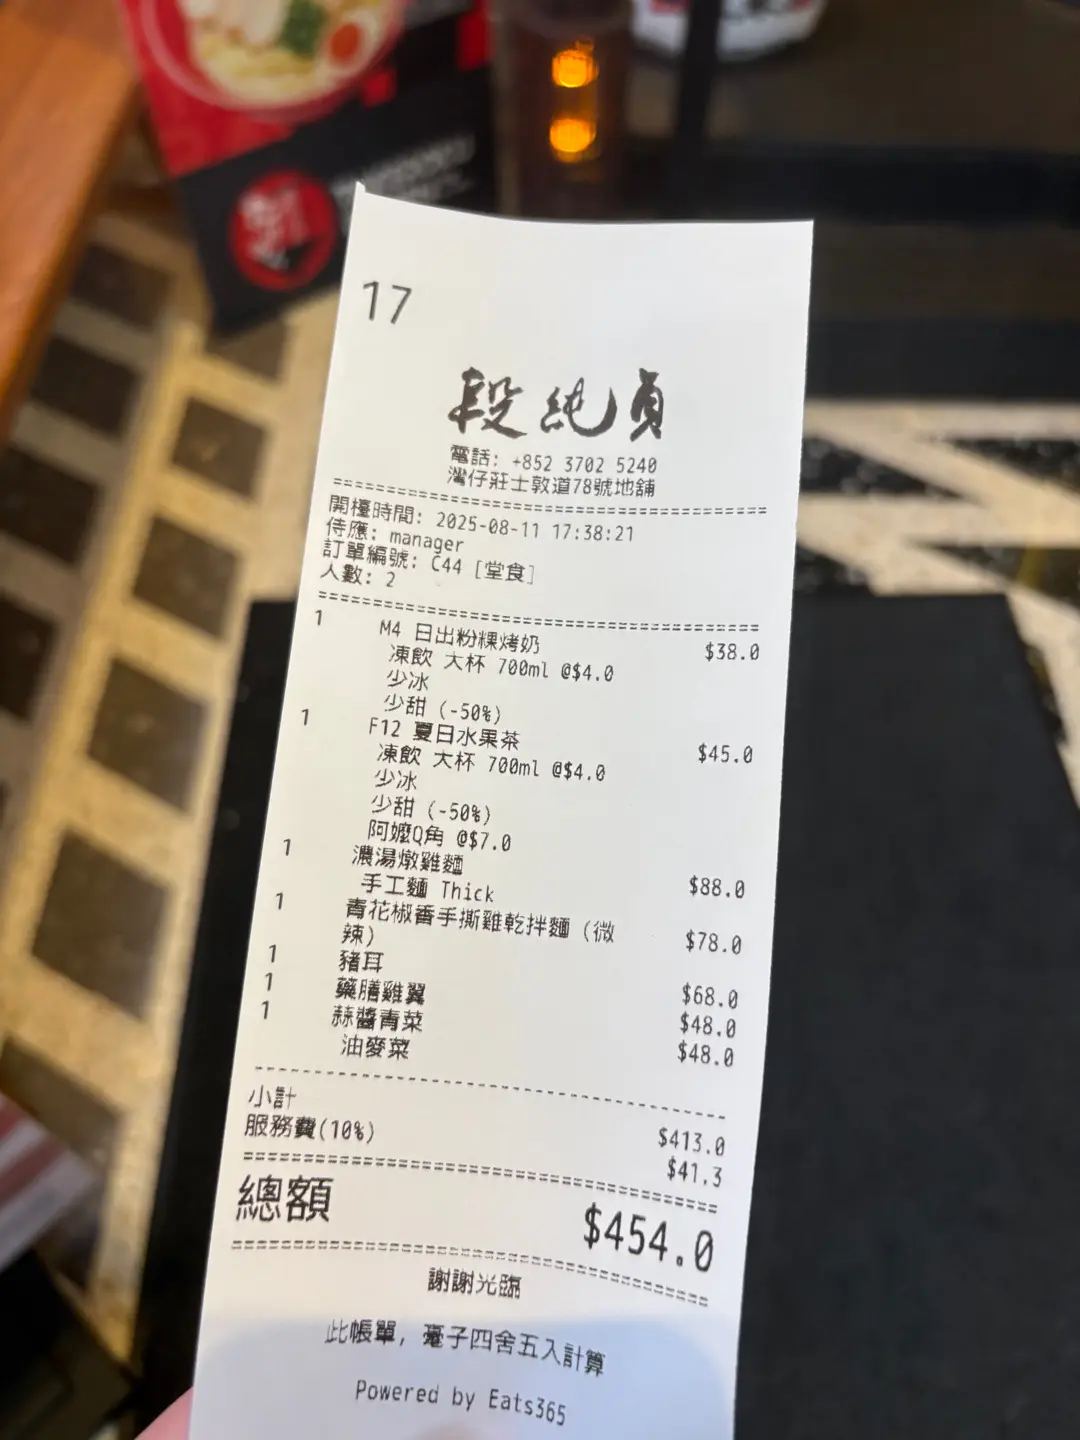 17
段純貞
電話: +852 3702 5240
灣仔莊士敦道78號地舖
開檯時間: 2025-08-11 17:38:21
侍應: manager
訂單編號: C44 [堂食]
人數: 2
1 M4 日出粉粿烤奶 $38.0
凍飲 大杯 700ml @$4.0
少冰
少甜 (-50%)
1 F12 夏日水果茶 $45.0
凍飲 大杯 700ml @$4.0
少冰
少甜 (-50%)
阿嬤Q角 @$7.0
1 濃湯燉雞麵 $88.0
手工麵 Thick
1 青花椒香手撕雞乾拌麵 (微 $78.0
辣)
1 豬耳 $68.0
1 藥膳雞翼 $48.0
1 蒜醬青菜 $48.0
油麥菜
小計 $413.0
服務費(10%) $41.3
總額 $454.0
謝謝光臨
此帳單, 毫子四舍五入計算
Powered by Eats365